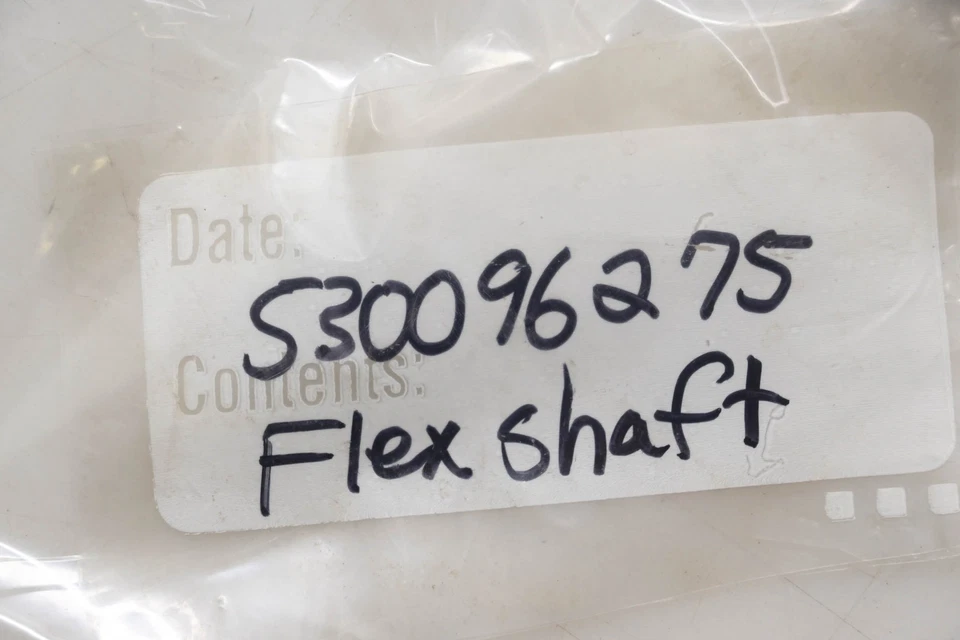 Date:
530096275
Contents:
Flex shaft